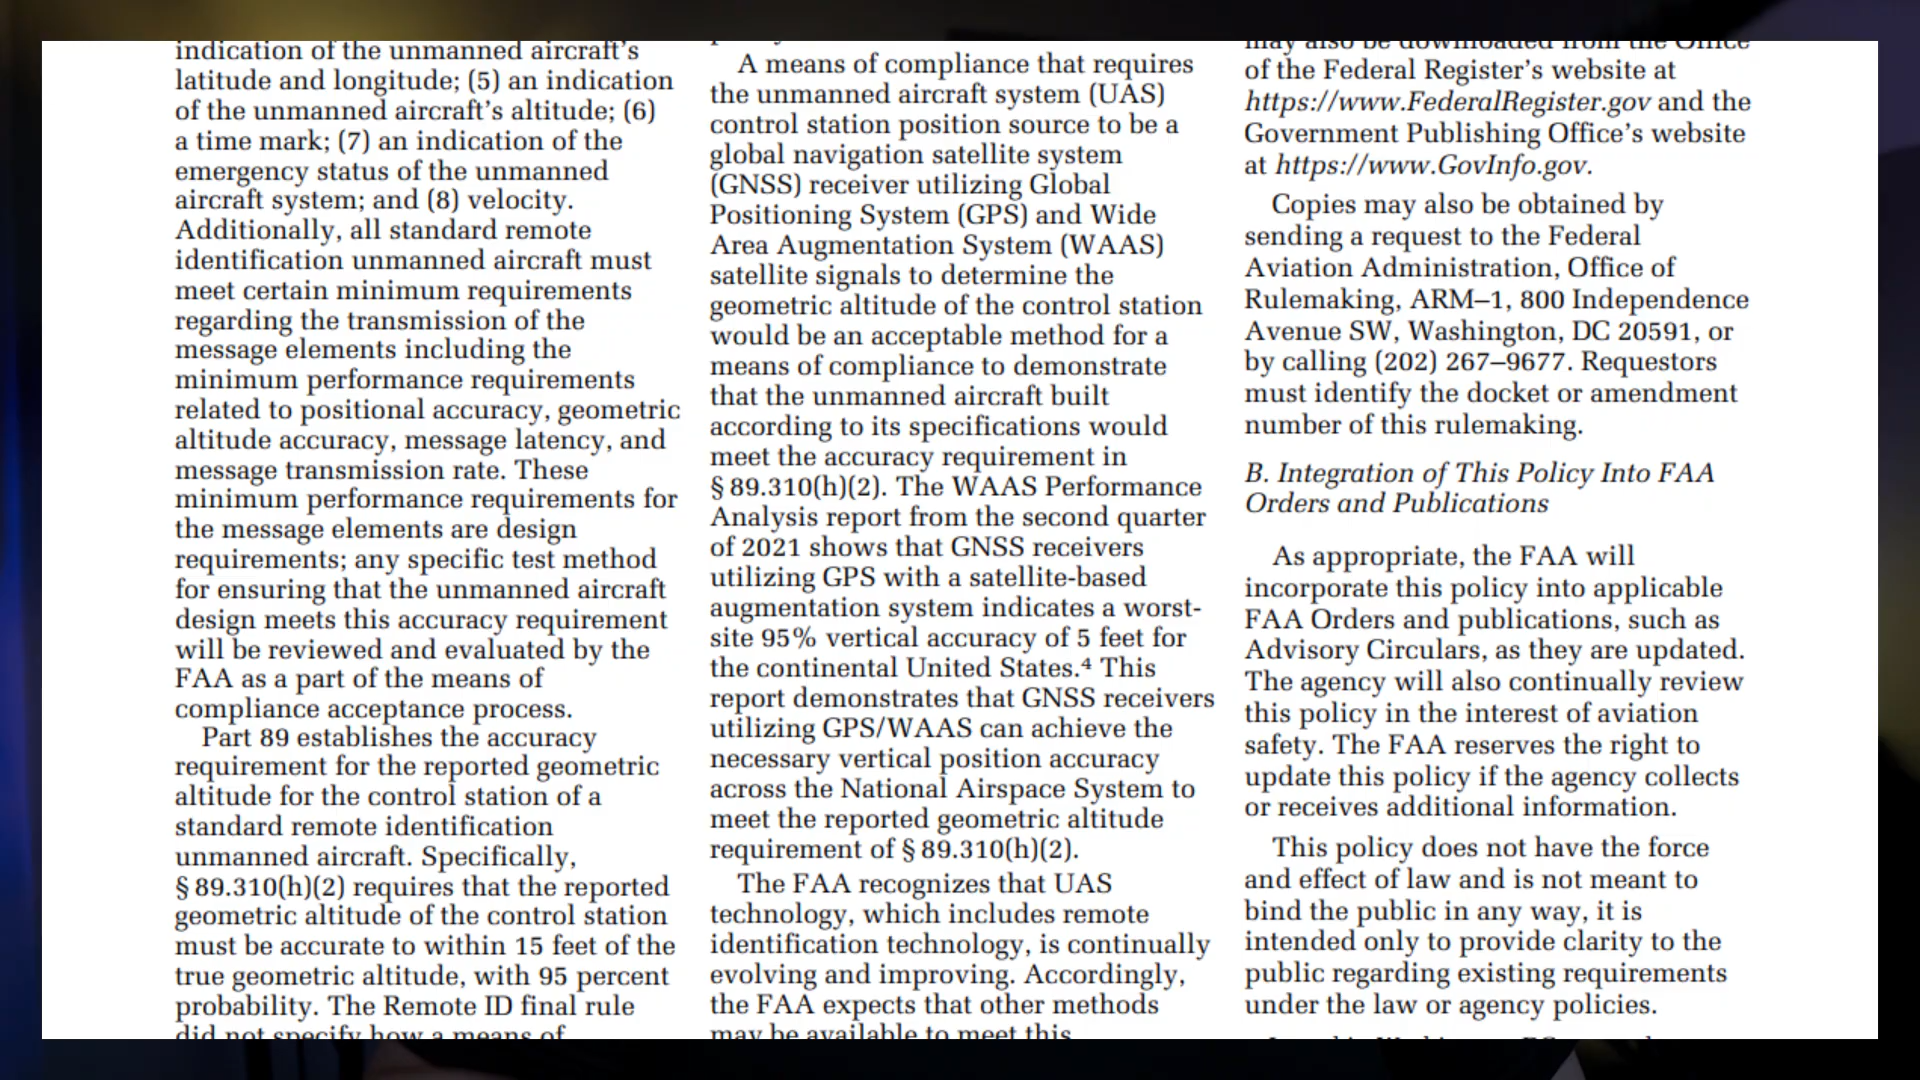 indication of the unmanned aircraft's
latitude and longitude; (5) an indication
of the unmanned aircraft's altitude; (6)
a time mark; (7) an indication of the
emergency status of the unmanned
aircraft system; and (8) velocity.
Additionally, all standard remote
identification unmanned aircraft must
meet certain minimum requirements
regarding the transmission of the
message elements including the
minimum performance requirements
related to positional accuracy, geometric
altitude accuracy, message latency, and
message transmission rate. These
minimum performance requirements for
the message elements are design
requirements; any specific test method
for ensuring that the unmanned aircraft
design meets this accuracy requirement
will be reviewed and evaluated by the
FAA as a part of the means of
compliance acceptance process.
Part 89 establishes the accuracy
requirement for the reported geometric
altitude for the control station of a
standard remote identification
unmanned aircraft. Specifically,
§ 89.310(h)(2) requires that the reported
geometric altitude of the control station
must be accurate to within 15 feet of the
true geometric altitude, with 95 percent
probability. The Remote ID final rule
did not specify how a means of
A means of compliance that requires
the unmanned aircraft system (UAS)
control station position source to be a
global navigation satellite system
(GNSS) receiver utilizing Global
Positioning System (GPS) and Wide
Area Augmentation System (WAAS)
satellite signals to determine the
geometric altitude of the control station
would be an acceptable method for a
means of compliance to demonstrate
that the unmanned aircraft built
according to its specifications would
meet the accuracy requirement in
§ 89.310(h)(2). The WAAS Performance
Analysis report from the second quarter
of 2021 shows that GNSS receivers
utilizing GPS with a satellite-based
augmentation system indicates a worst-
site 95% vertical accuracy of 5 feet for
the continental United States.⁴ This
report demonstrates that GNSS receivers
utilizing GPS/WAAS can achieve the
necessary vertical position accuracy
across the National Airspace System to
meet the reported geometric altitude
requirement of § 89.310(h)(2).
The FAA recognizes that UAS
technology, which includes remote
identification technology, is continually
evolving and improving. Accordingly,
the FAA expects that other methods
may be available to meet this
may also be downloaded from the Office
of the Federal Register's website at
https://www.FederalRegister.gov and the
Government Publishing Office's website
at https://www.GovInfo.gov.
Copies may also be obtained by
sending a request to the Federal
Aviation Administration, Office of
Rulemaking, ARM–1, 800 Independence
Avenue SW, Washington, DC 20591, or
by calling (202) 267–9677. Requestors
must identify the docket or amendment
number of this rulemaking.
B. Integration of This Policy Into FAA
Orders and Publications
As appropriate, the FAA will
incorporate this policy into applicable
FAA Orders and publications, such as
Advisory Circulars, as they are updated.
The agency will also continually review
this policy in the interest of aviation
safety. The FAA reserves the right to
update this policy if the agency collects
or receives additional information.
This policy does not have the force
and effect of law and is not meant to
bind the public in any way, it is
intended only to provide clarity to the
public regarding existing requirements
under the law or agency policies.